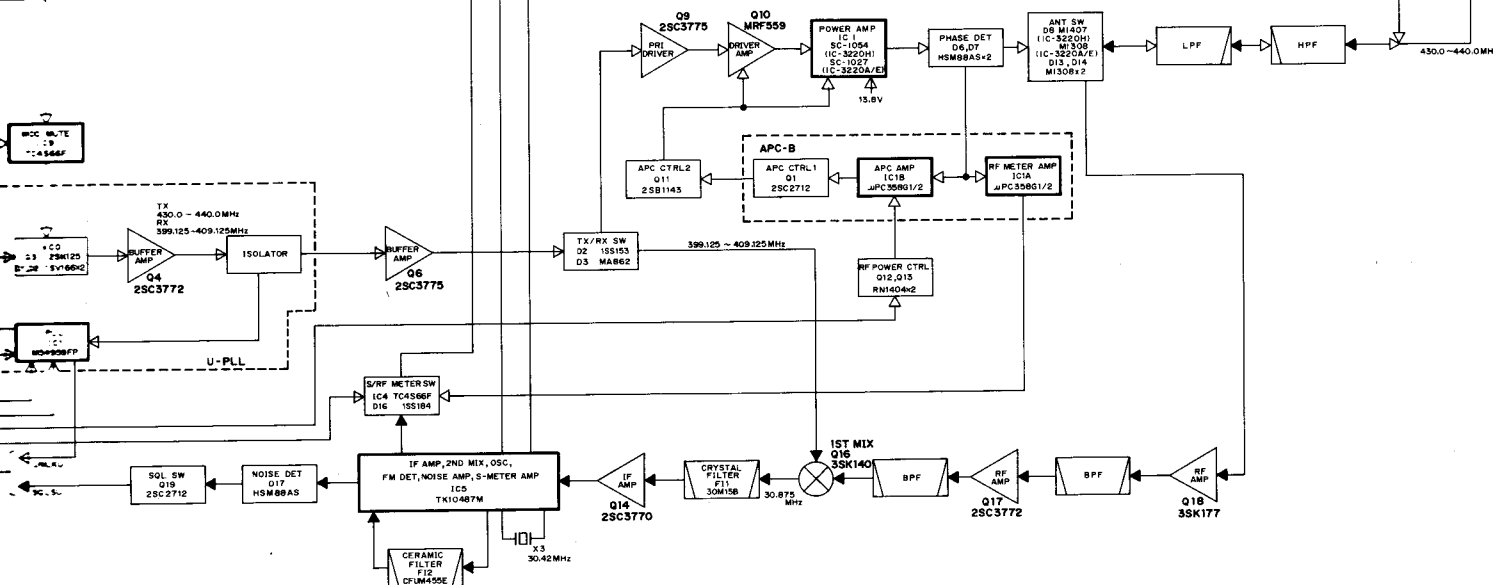 Q9
2SC3775
PRI
DRIVER
Q10
MRF559
DRIVER
AMP
POWER AMP
IC 1
SC-1054
(IC-3220H)
SC-1027
(IC-3220A/E)
13.8V
PHASE DET
D6,D7
HSM88AS×2
ANT SW
D8 MI407
(IC-3220H)
MI308
(IC-3220A/E)
D13, D14
MI308×2
LPF
HPF
430.0~440.0MH
TC4S66F
APC-B
APC CTRL2
Q11
2SB1143
APC CTRL1
Q1
2SC2712
APC AMP
IC1B
μPC358G1/2
RF METER AMP
IC1A
μPC358G1/2
TX
430.0 ~ 440.0MHz
RX
399.125~409.125MHz
2SK125
BUFFER
AMP
Q4
2SC3772
ISOLATOR
BUFFER
AMP
Q6
2SC3775
TX/RX SW
D2 1SS153
D3 MA862
399.125 ~ 409.125MHz
RF POWER CTRL
Q12,Q13
RN1404×2
U-PLL
S/RF METER SW
IC4 TC4S66F
D16 1SS184
SQL SW
Q19
2SC2712
NOISE DET
D17
HSM88AS
IF AMP,2ND MIX,OSC,
FM DET,NOISE AMP,S-METER AMP
IC5
TK10487M
IF
AMP
Q14
2SC3770
CRYSTAL
FILTER
FI1
30M15B
30.875
MHz
1ST MIX
Q16
3SK140
BPF
RF
AMP
Q17
2SC3772
BPF
RF
AMP
Q18
3SK177
X3
30.42MHz
CERAMIC
FILTER
FI2
CFUM455E